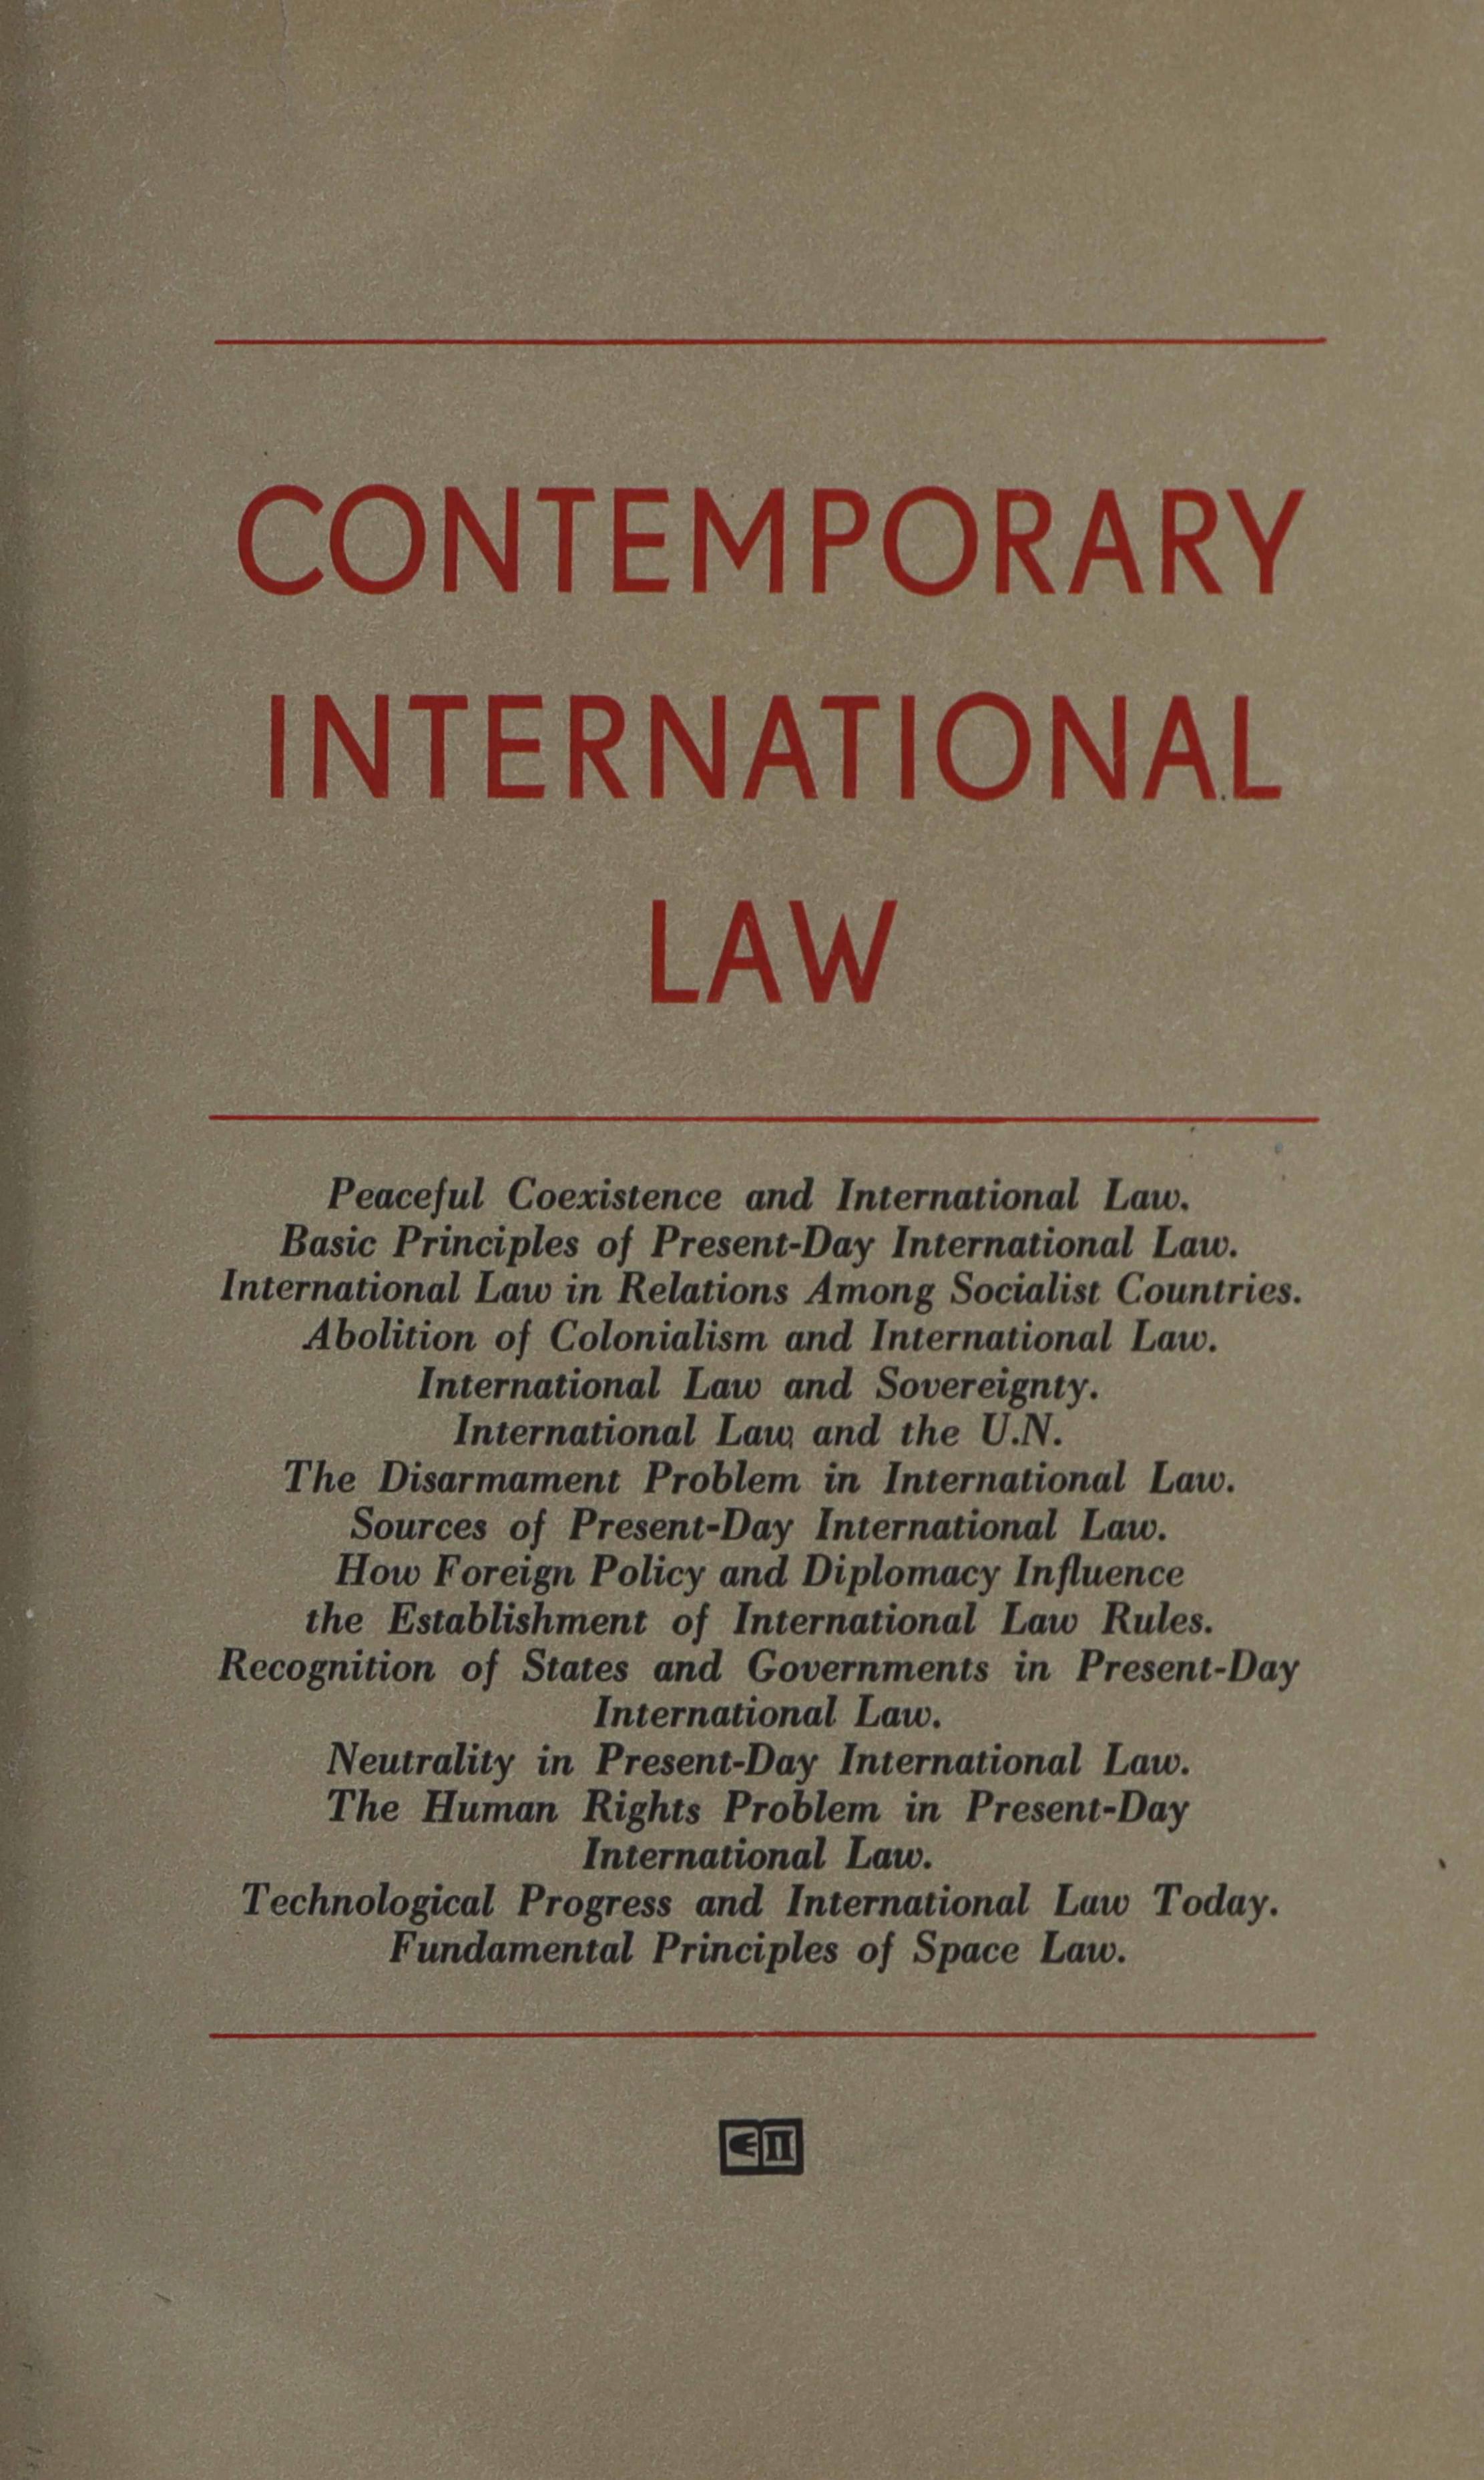 CONTEMPORARY
INTERNATIONAL
LAW
Peaceful Coexistence and International Law.
Basic Principles of Present-Day International Law.
International Law in Relations Among Socialist Countries.
Abolition of Colonialism and International Law.
International Law and Sovereignty.
International Law and the U.N.
The Disarmament Problem in International Law.
Sources of Present-Day International Law.
How Foreign Policy and Diplomacy Influence
the Establishment of International Law Rules.
Recognition of States and Governments in Present-Day
International Law.
Neutrality in Present-Day International Law.
The Human Rights Problem in Present-Day
International Law.
Technological Progress and International Law Today.
Fundamental Principles of Space Law.